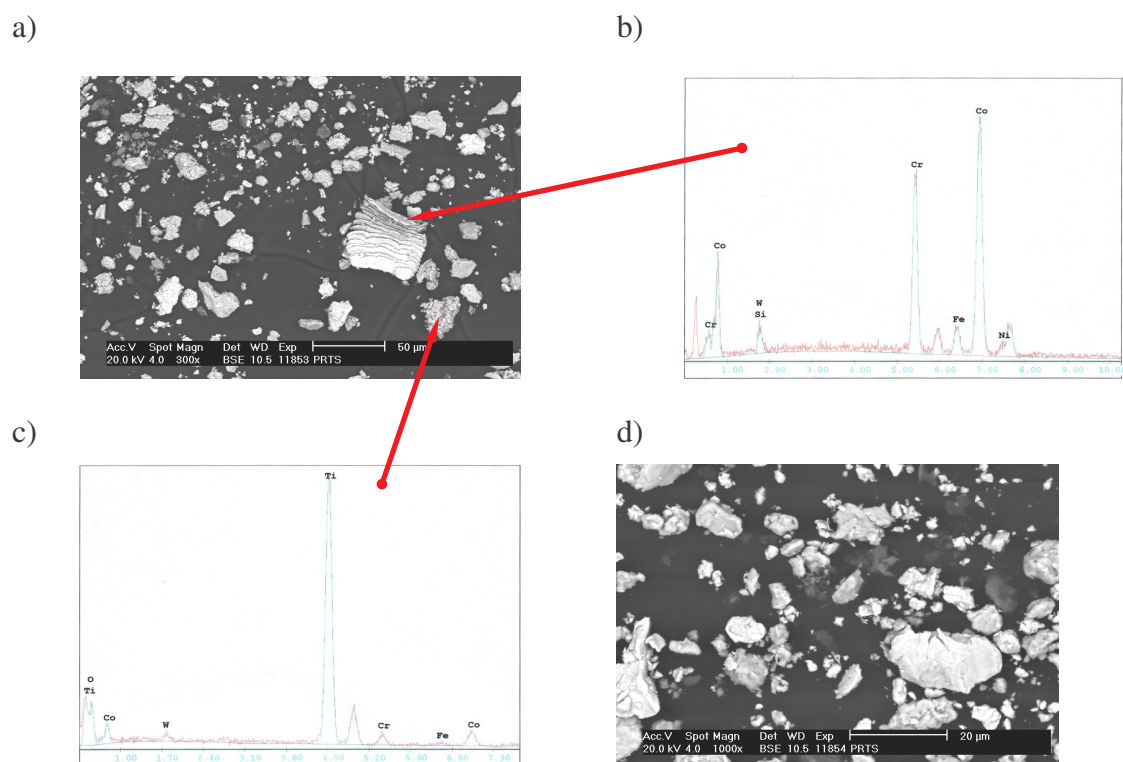 a)
b)
Acc.V Spot Magn Det WD Exp 50 µm
20.0 kV 4.0 300x BSE 10.5 11853 PRTS
Co
Cr
Co
W
Si
Cr
Fe
Ni
1.00 2.00 3.00 4.00 5.00 6.00 7.00 8.00 9.00 10.00
c)
d)
Ti
O
Ti
Co
W
Cr
Fe
Co
1.00 1.70 2.40 3.10 3.80 4.50 5.20 6.00 6.60 7.30
Acc.V Spot Magn Det WD Exp 20 µm
20.0 kV 4.0 1000x BSE 10.5 11854 PRTS